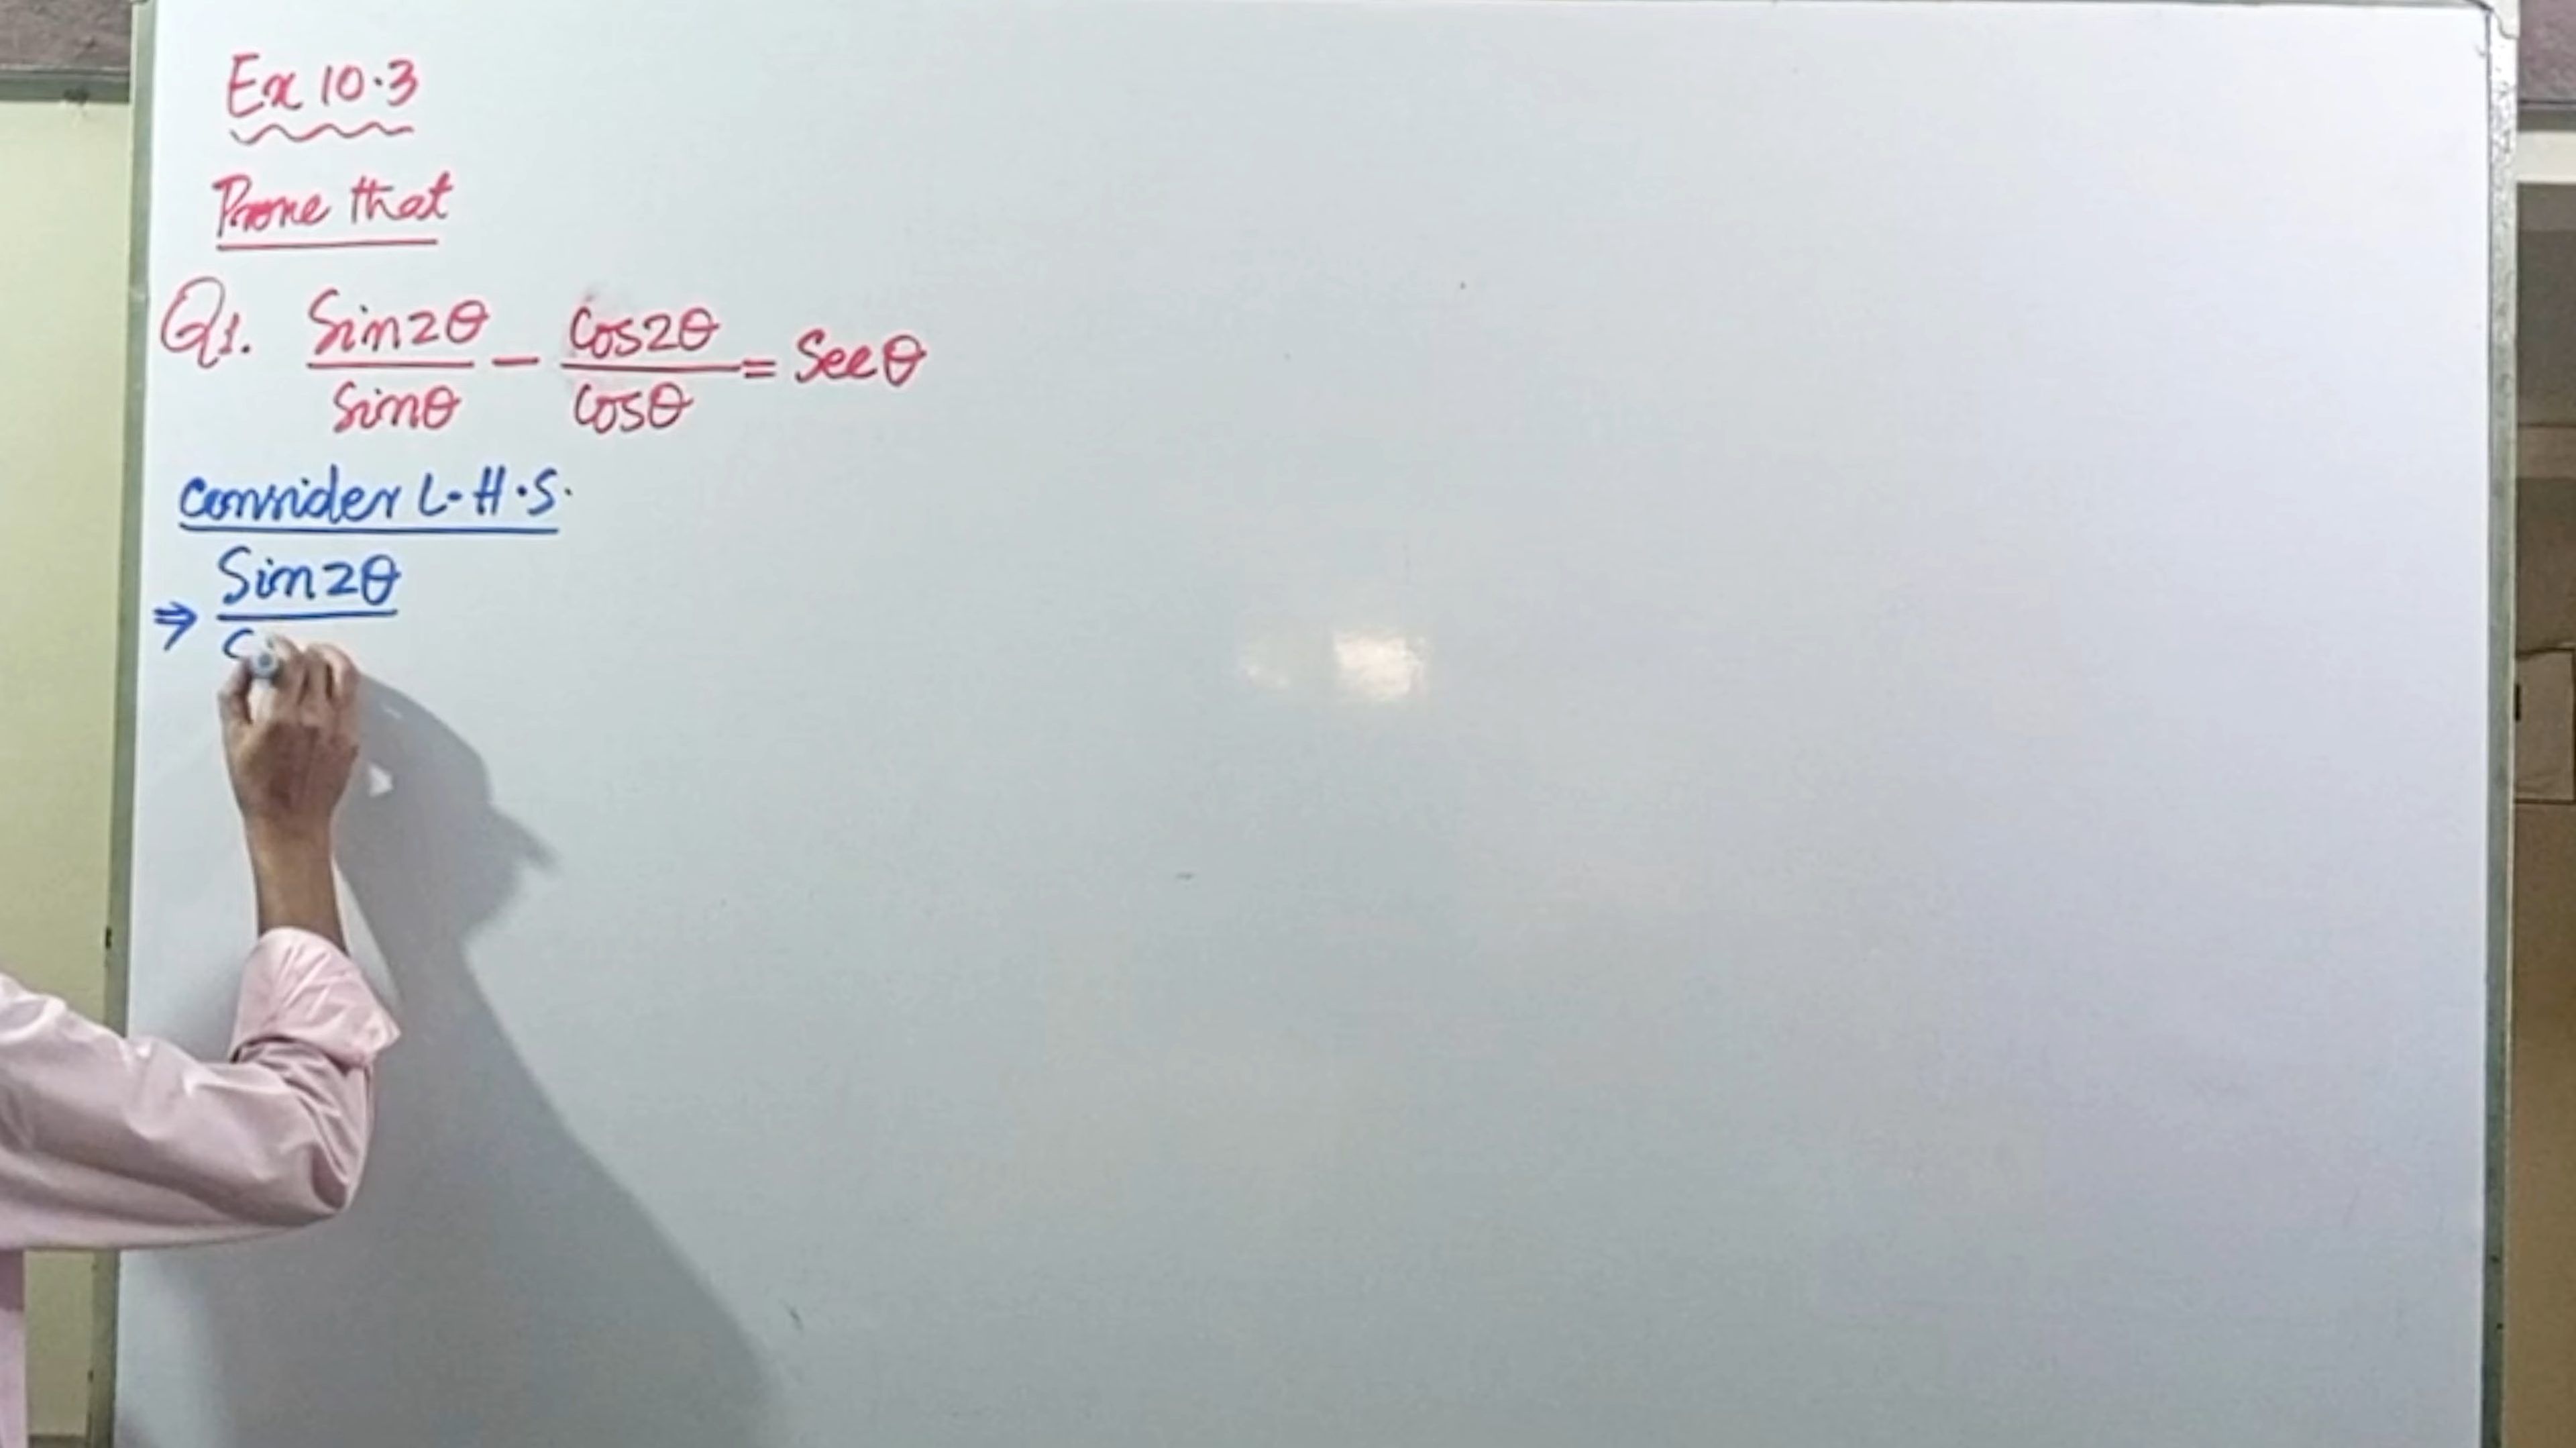 Ex 10.3
Prove that
Q1. Sin2θ/Sinθ - Cos2θ/Cosθ = Secθ
Consider L.H.S.
⇒ Sin2θ/S